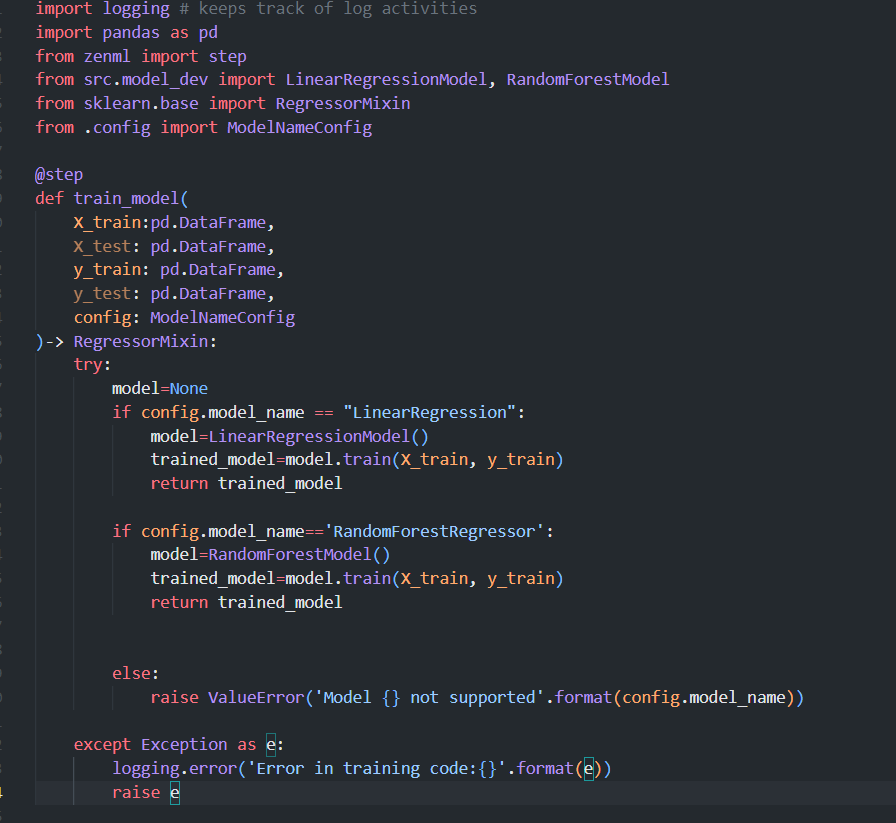 import logging # keeps track of log activities
import pandas as pd
from zenml import step
from src.model_dev import LinearRegressionModel, RandomForestModel
from sklearn.base import RegressorMixin
from .config import ModelNameConfig
@step
def train_model(
X_train:pd.DataFrame,
X_test: pd.DataFrame,
y_train: pd.DataFrame,
y_test: pd.DataFrame,
config: ModelNameConfig
)-> RegressorMixin:
try:
model=None
if config.model_name == "LinearRegression":
model=LinearRegressionModel()
trained_model=model.train(X_train, y_train)
return trained_model
if config.model_name=='RandomForestRegressor':
model=RandomForestModel()
trained_model=model.train(X_train, y_train)
return trained_model
else:
raise ValueError('Model {} not supported'.format(config.model_name))
except Exception as e:
logging.error('Error in training code:{}'.format(e))
raise e